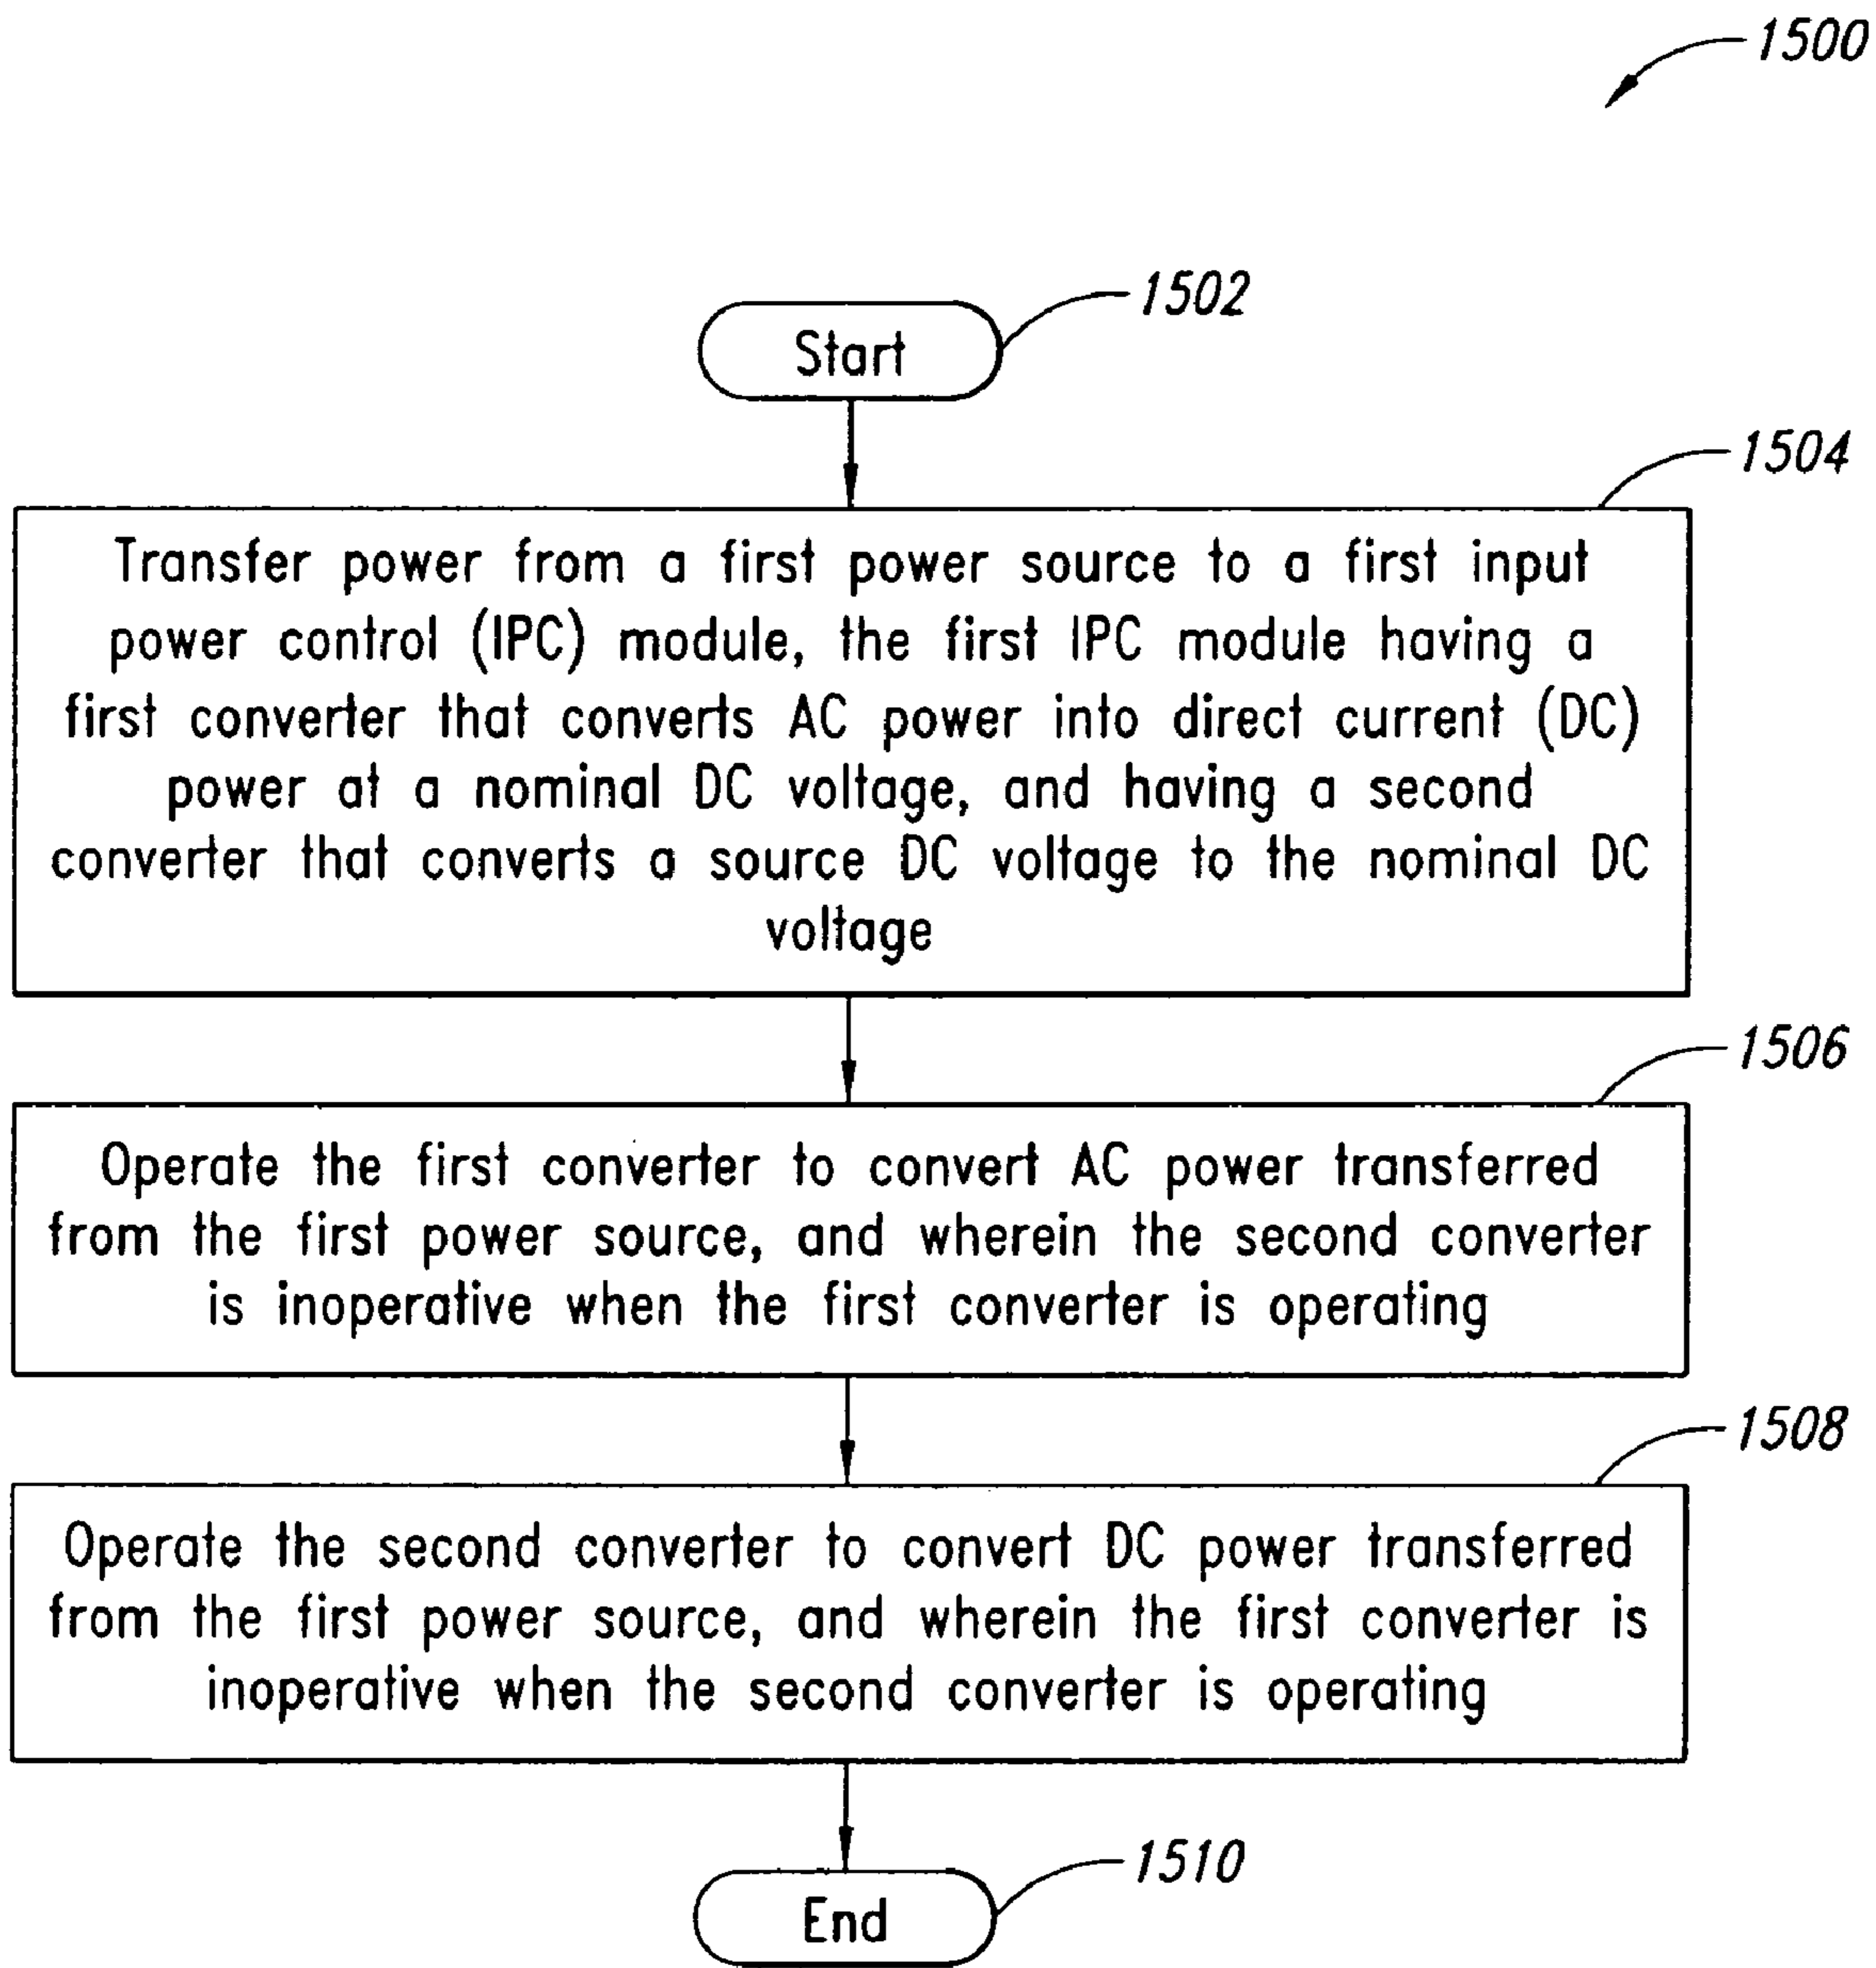 1500
1502
Start
1504
Transfer power from a first power source to a first input
power control (IPC) module, the first IPC module having a
first converter that converts AC power into direct current (DC)
power at a nominal DC voltage, and having a second
converter that converts a source DC voltage to the nominal DC
voltage
1506
Operate the first converter to convert AC power transferred
from the first power source, and wherein the second converter
is inoperative when the first converter is operating
1508
Operate the second converter to convert DC power transferred
from the first power source, and wherein the first converter is
inoperative when the second converter is operating
1510
End